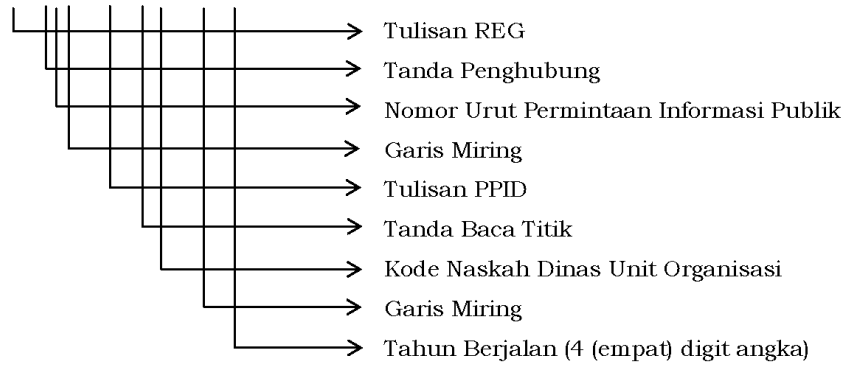 Tulisan REG
Tanda Penghubung
Nomor Urut Permintaan Informasi Publik
Garis Miring
Tulisan PPID
Tanda Baca Titik
Kode Naskah Dinas Unit Organisasi
Garis Miring
Tahun Berjalan (4 (empat) digit angka)